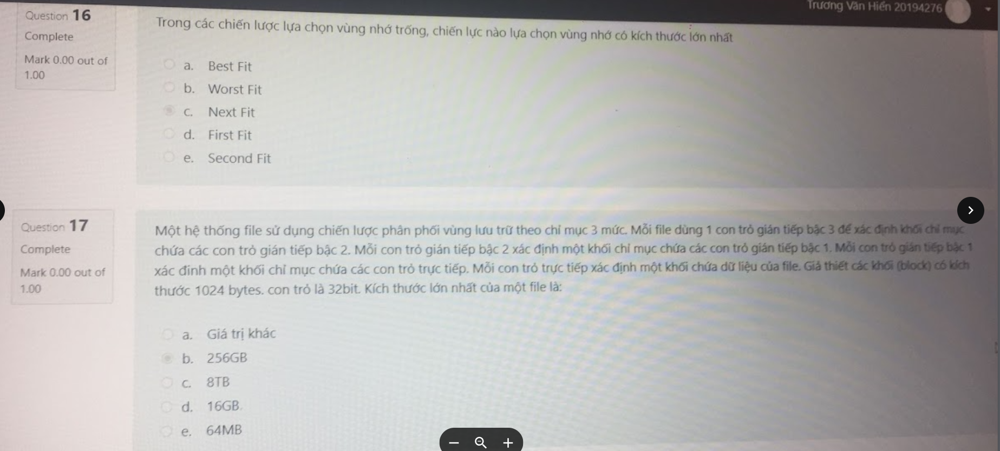 Trương Văn Hiến 20194276
Question 16
Complete
Mark 0.00 out of
1.00
Trong các chiến lược lựa chọn vùng nhớ trống, chiến lực nào lựa chọn vùng nhớ có kích thước lớn nhất
a. Best Fit
b. Worst Fit
c. Next Fit
d. First Fit
e. Second Fit
Question 17
Complete
Mark 0.00 out of
1.00
Một hệ thống file sử dụng chiến lược phân phối vùng lưu trữ theo chỉ mục 3 mức. Mỗi file dùng 1 con trỏ gián tiếp bậc 3 để xác định khối chỉ mục
chứa các con trỏ gián tiếp bậc 2. Mỗi con trỏ gián tiếp bậc 2 xác định một khối chỉ mục chứa các con trỏ gián tiếp bậc 1. Mỗi con trỏ gián tiếp bậc 1
xác đinh một khối chỉ mục chứa các con trỏ trực tiếp. Mỗi con trỏ trực tiếp xác định một khối chứa dữ liệu của file. Giả thiết các khối (block) có kích
thước 1024 bytes. con trỏ là 32bit. Kích thước lớn nhất của một file là:
a. Giá trị khác
b. 256GB
c. 8TB
d. 16GB.
e. 64MB